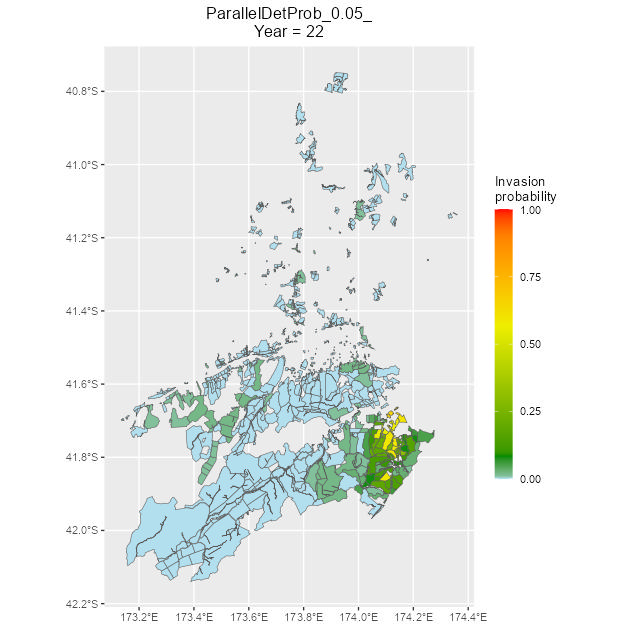 ParallelDetProb_0.05_
Year = 22
40.8°S
41.0°S
41.2°S
41.4°S
41.6°S
41.8°S
42.0°S
42.2°S
173.2°E 173.4°E 173.6°E 173.8°E 174.0°E 174.2°E 174.4°E
Invasion
probability
1.00
0.75
0.50
0.25
0.00